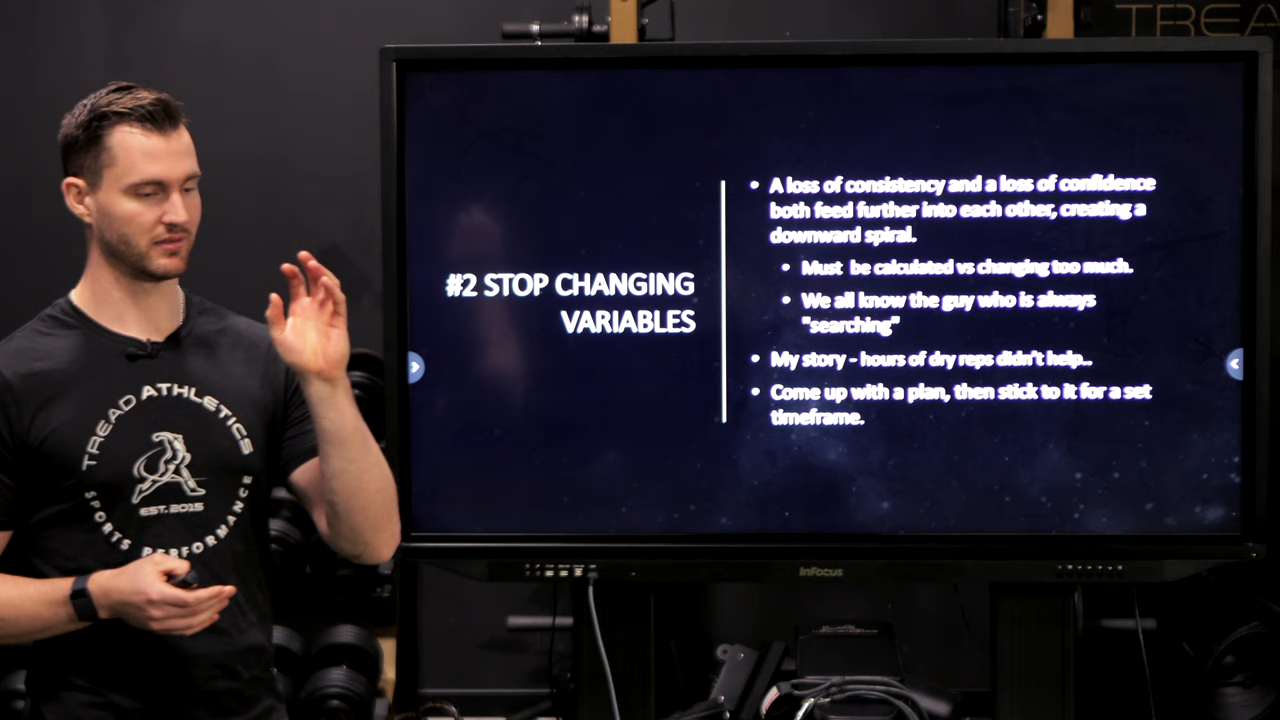 TREA
#2 STOP CHANGING
VARIABLES
• A loss of consistency and a loss of confidence
both feed further into each other, creating a
downward spiral.
• Must be calculated vs changing too much.
• We all know the guy who is always
"searching"
• My story - hours of dry reps didn't help..
• Come up with a plan, then stick to it for a set
timeframe.
TREAD ATHLETICS
EST. 2015
SPORTS PERFORMANCE
InFocus